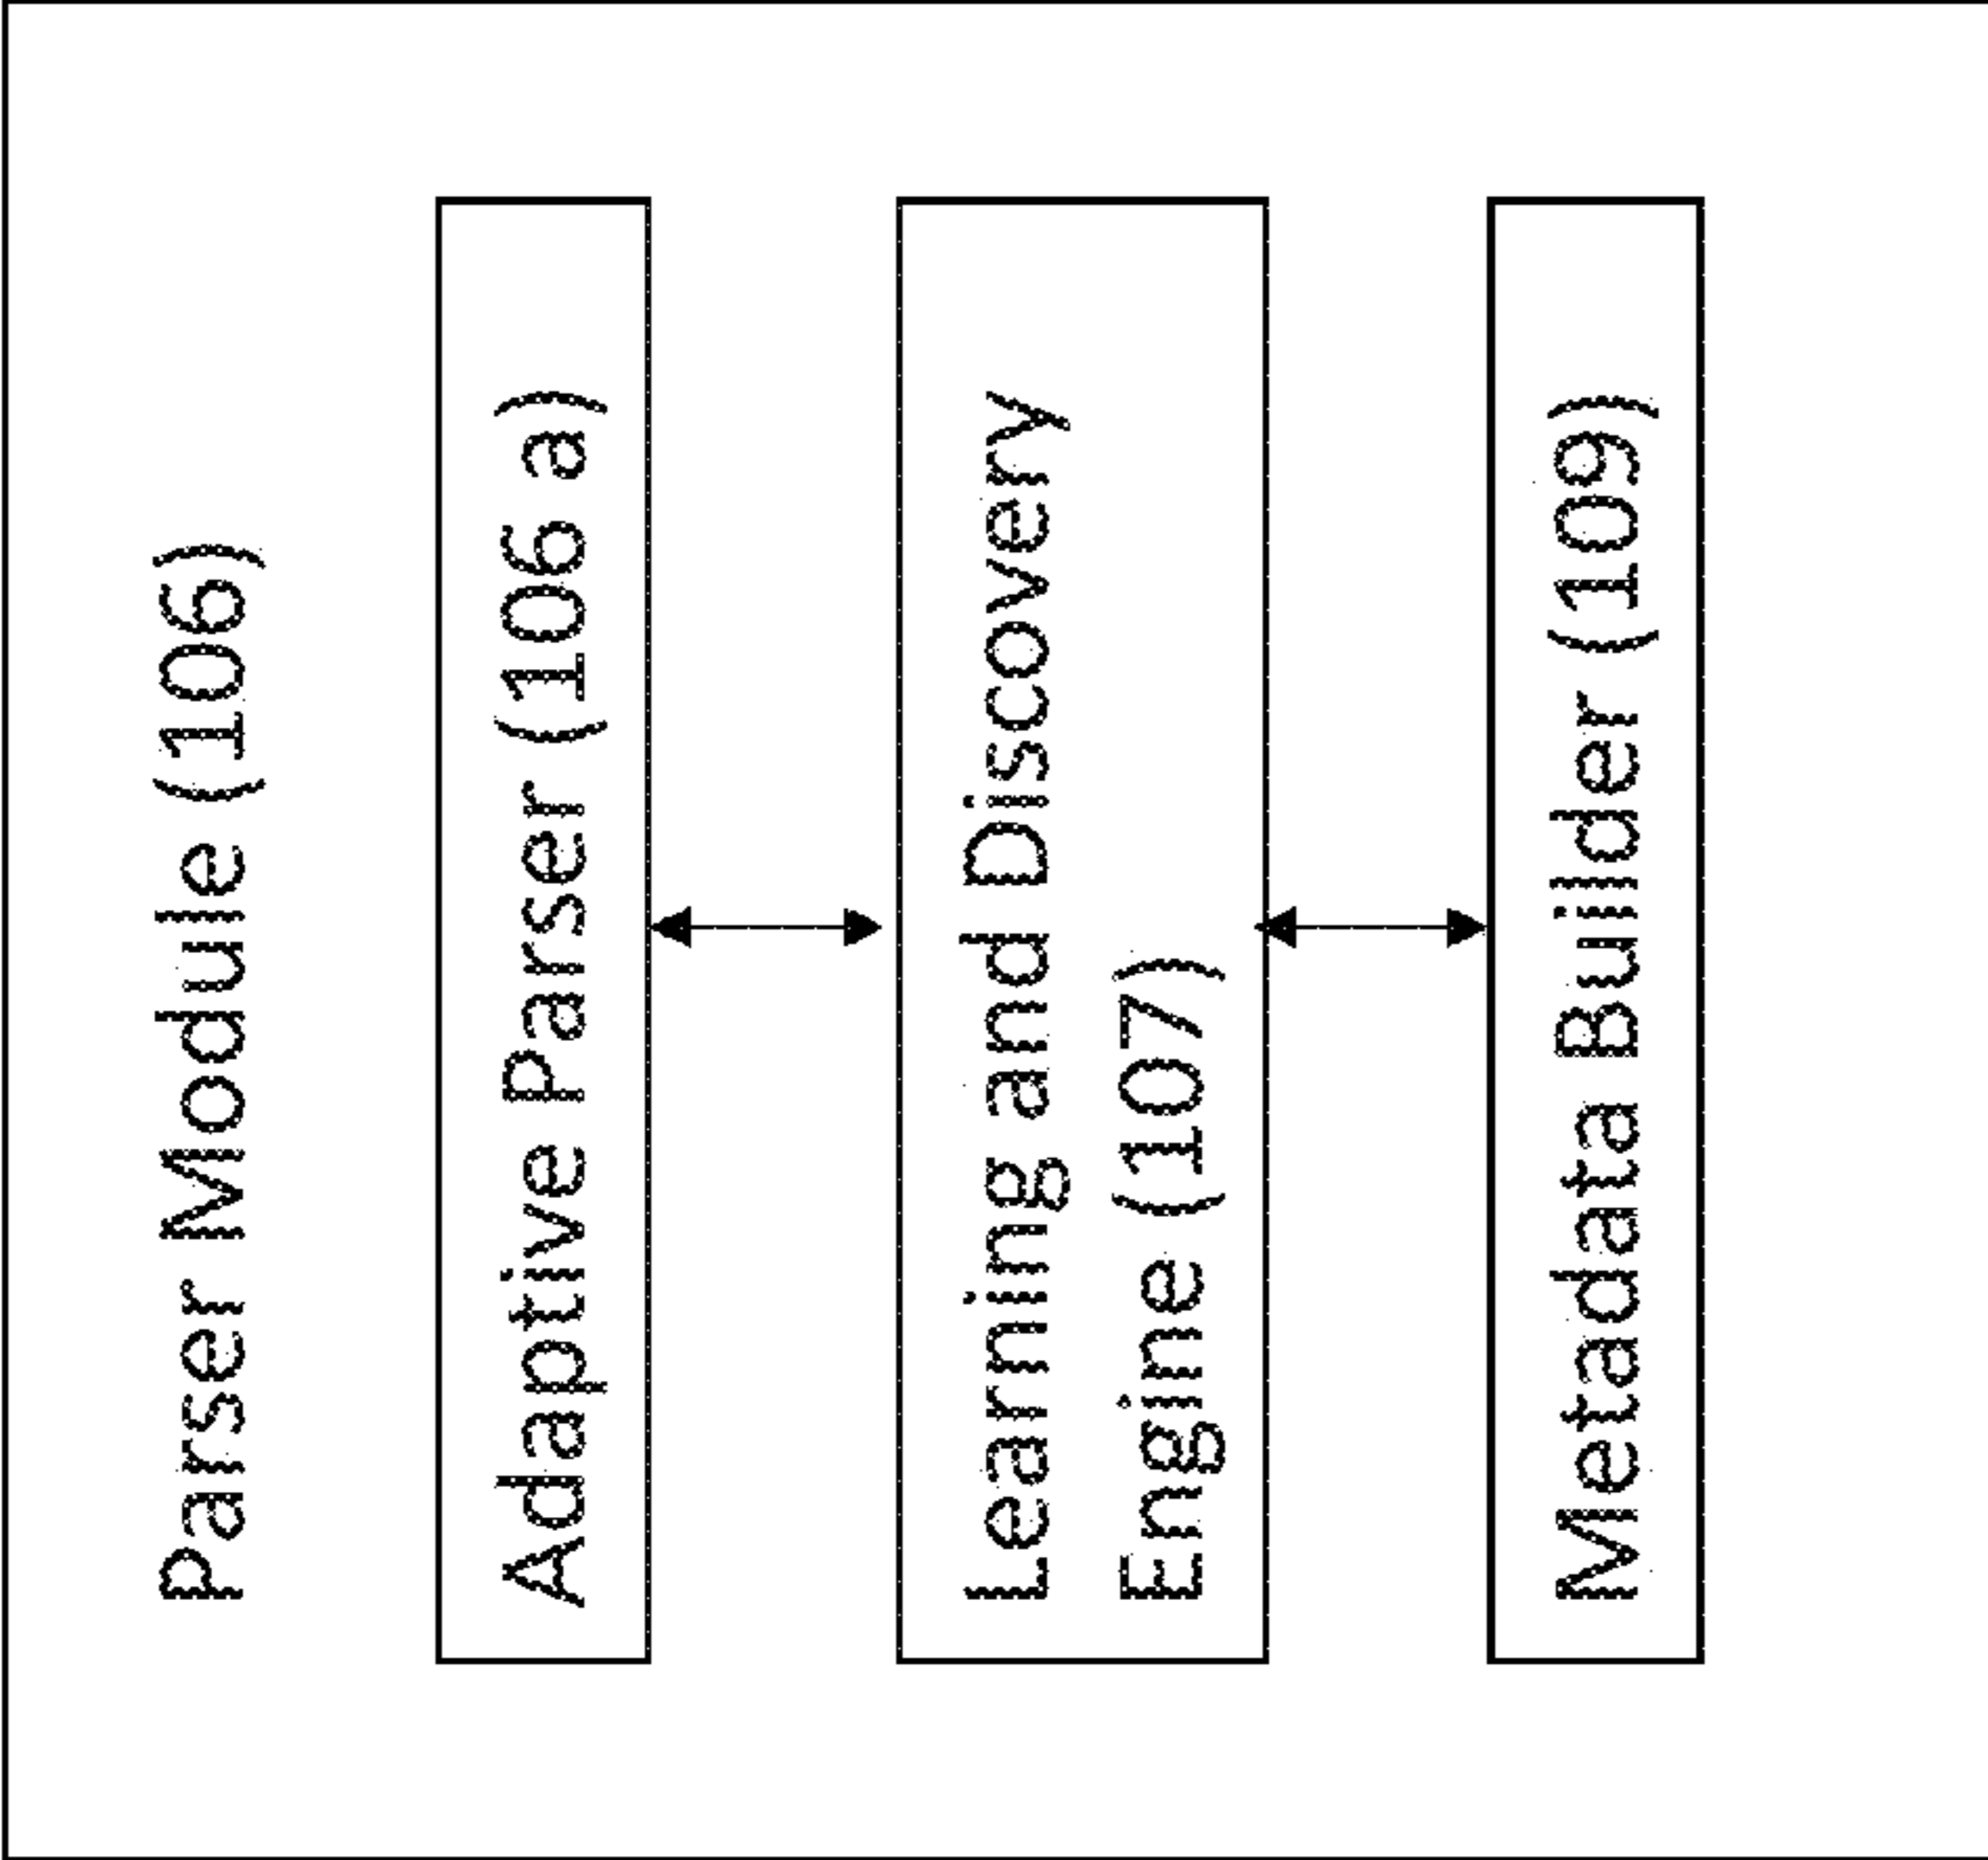 Parser Module (106)
Adaptive Parser (106 a)
Learning and Discovery
Engine (107)
Metadata Builder (109)